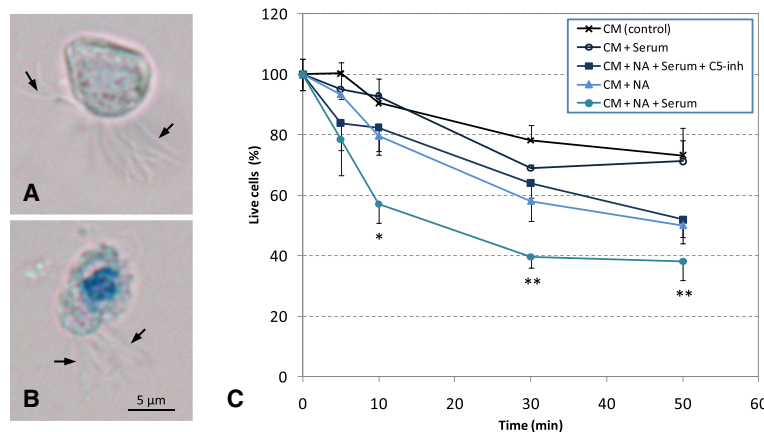 A
B
5 µm
C
Live cells (%)
120
100
80
60
40
20
0
CM (control)
CM + Serum
CM + NA + Serum + C5-inh
CM + NA
CM + NA + Serum
*
**
**
0 10 20 30 40 50 60
Time (min)